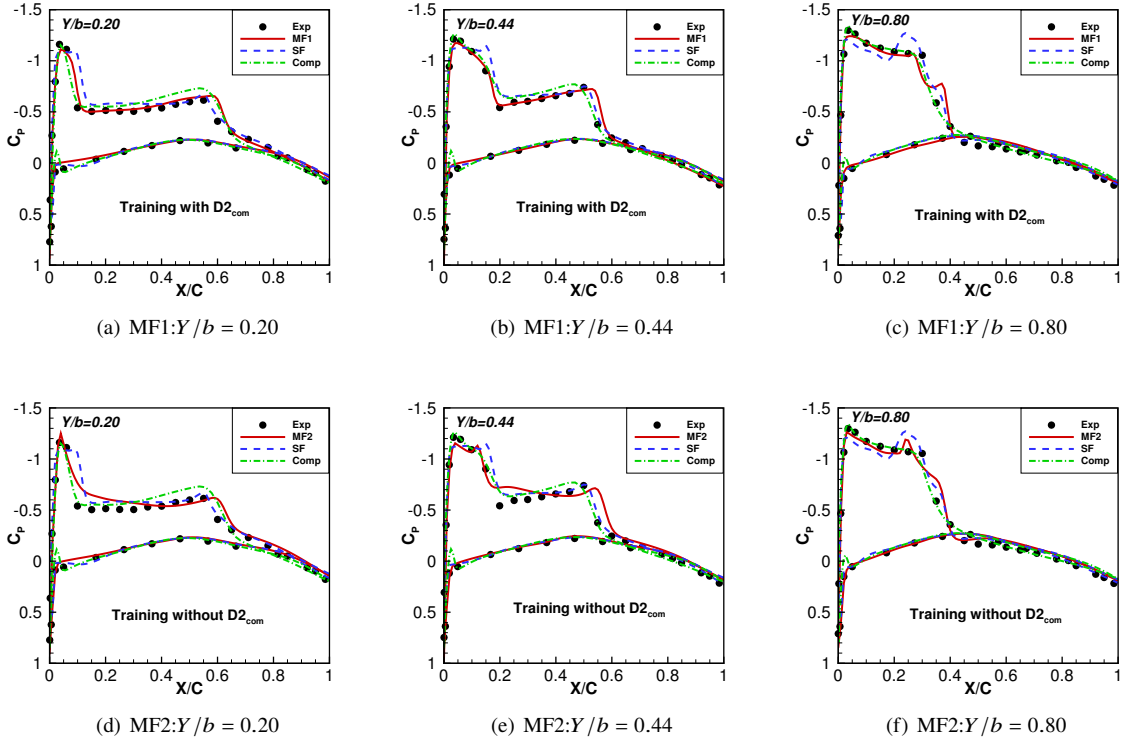 Y/b=0.20
Exp
MF1
SF
Comp
-1.5
-1
-0.5
0
0.5
1
C_P
Training with D2_com
0 0.2 0.4 0.6 0.8 1
X/C
(a) MF1:Y/b = 0.20
Y/b=0.44
Exp
MF1
SF
Comp
-1.5
-1
-0.5
0
0.5
1
C_P
Training with D2_com
0 0.2 0.4 0.6 0.8 1
X/C
(b) MF1:Y/b = 0.44
Y/b=0.80
Exp
MF1
SF
Comp
-1.5
-1
-0.5
0
0.5
1
C_P
Training with D2_com
0 0.2 0.4 0.6 0.8 1
X/C
(c) MF1:Y/b = 0.80
Y/b=0.20
Exp
MF2
SF
Comp
-1.5
-1
-0.5
0
0.5
1
C_P
Training without D2_com
0 0.2 0.4 0.6 0.8 1
X/C
(d) MF2:Y/b = 0.20
Y/b=0.44
Exp
MF2
SF
Comp
-1.5
-1
-0.5
0
0.5
1
C_P
Training without D2_com
0 0.2 0.4 0.6 0.8 1
X/C
(e) MF2:Y/b = 0.44
Y/b=0.80
Exp
MF2
SF
Comp
-1.5
-1
-0.5
0
0.5
1
C_P
Training without D2_com
0 0.2 0.4 0.6 0.8 1
X/C
(f) MF2:Y/b = 0.80